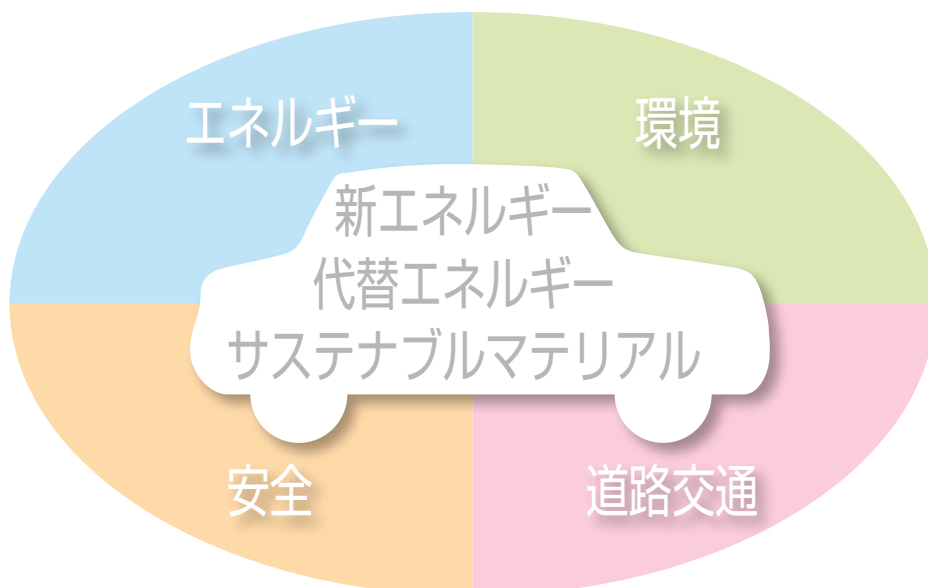 エネルギー
環境
新エネルギー
代替エネルギー
サステナブルマテリアル
安全
道路交通